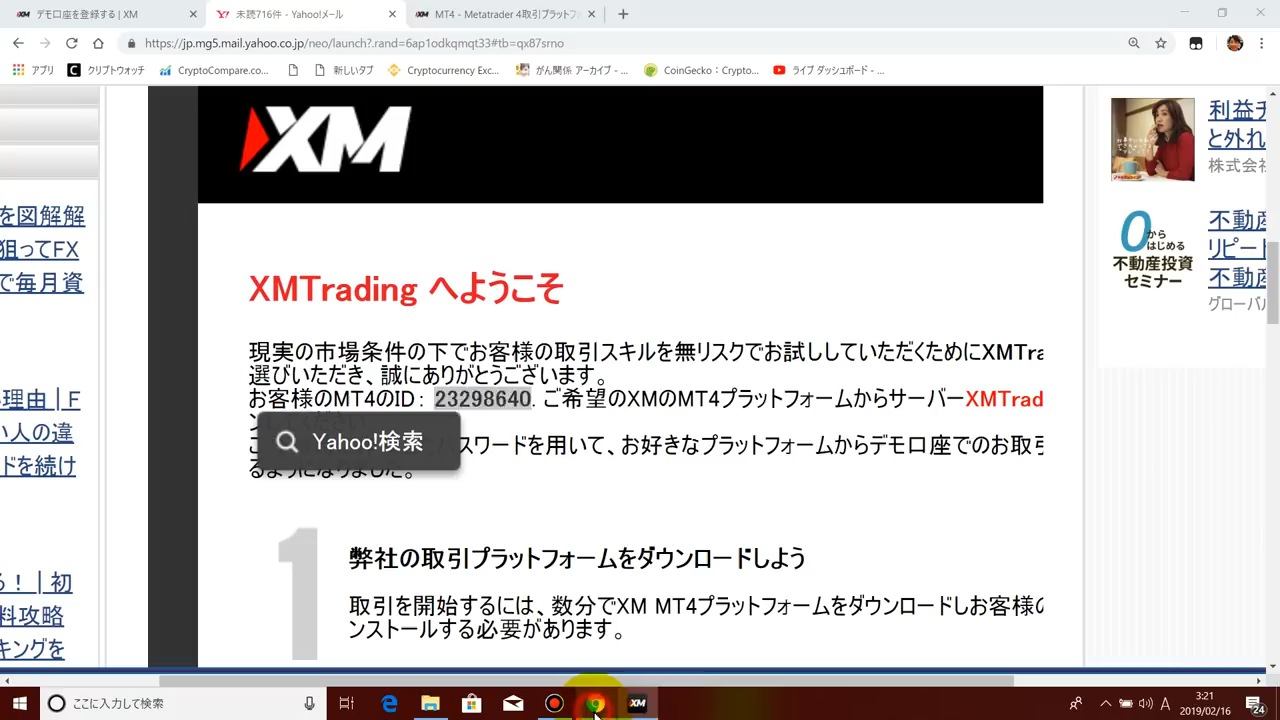 デモ口座を登録する | XM
未読716件 - Yahoo!メール
MT4 - Metatrader 4取引プラットフ
https://jp.mg5.mail.yahoo.co.jp/neo/launch?.rand=6ap1odkqmqt33#tb=qx87srno
アプリ
クリプトウォッチ
CryptoCompare.co...
新しいタブ
Cryptocurrency Exc...
がん関係 アーカイブ - ...
CoinGecko : Crypto...
ライブ ダッシュボード - ...
XM
利益チ
と外れ
株式会社
を図解解
狙ってFX
で毎月資
0からはじめる
不動産投資
セミナー
不動産
リピート
不動産
グローバル
XMTrading へようこそ
現実の市場条件の下でお客様の取引スキルを無リスクでお試ししていただくためにXMTra
選びいただき、誠にありがとうございます。
お客様のMT4のID： 23298640. ご希望のXMのMT4プラットフォームからサーバーXMTrad
ンしてください
Yahoo!検索
スワードを用いて、お好きなプラットフォームからデモ口座でのお取引
るようになりました。
理由 | F
い人の違
ドを続け
1
弊社の取引プラットフォームをダウンロードしよう
取引を開始するには、数分でXM MT4プラットフォームをダウンロードしお客様の
ンストールする必要があります。
る！ | 初
料攻略
キングを
ここに入力して検索
XM
A
3:21
2019/02/16
24